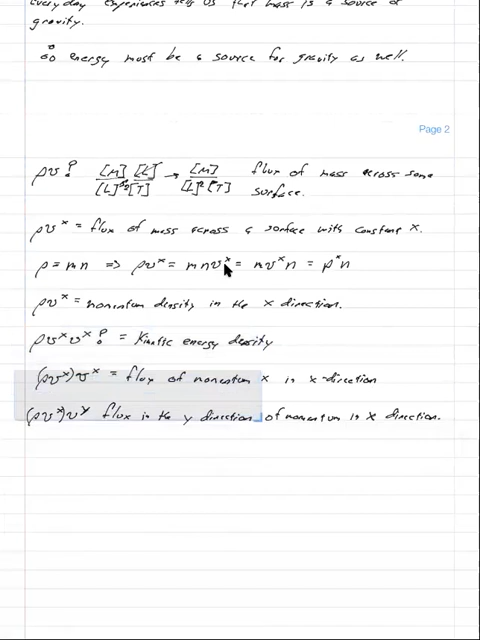 everyday experiences tells us that mass is a source of
gravity.
∴ energy must be a source for gravity as well.
Page 2
ρv ? [M] [L] / [L]^3 [T] → [M] / [L]^2 [T] flux of mass across some
surface.
ρv^x = flux of mass across a surface with constant x.
ρ = mn ⇒ ρv^x = mnv^x = mv^x n = p^x n
ρv^x = momentum density in the x direction.
ρv^x v^x ? = kinetic energy density
(ρv^x)v^x = flux of momentum x in x-direction
(ρv^x)v^y flux in the y direction of momentum in x direction.